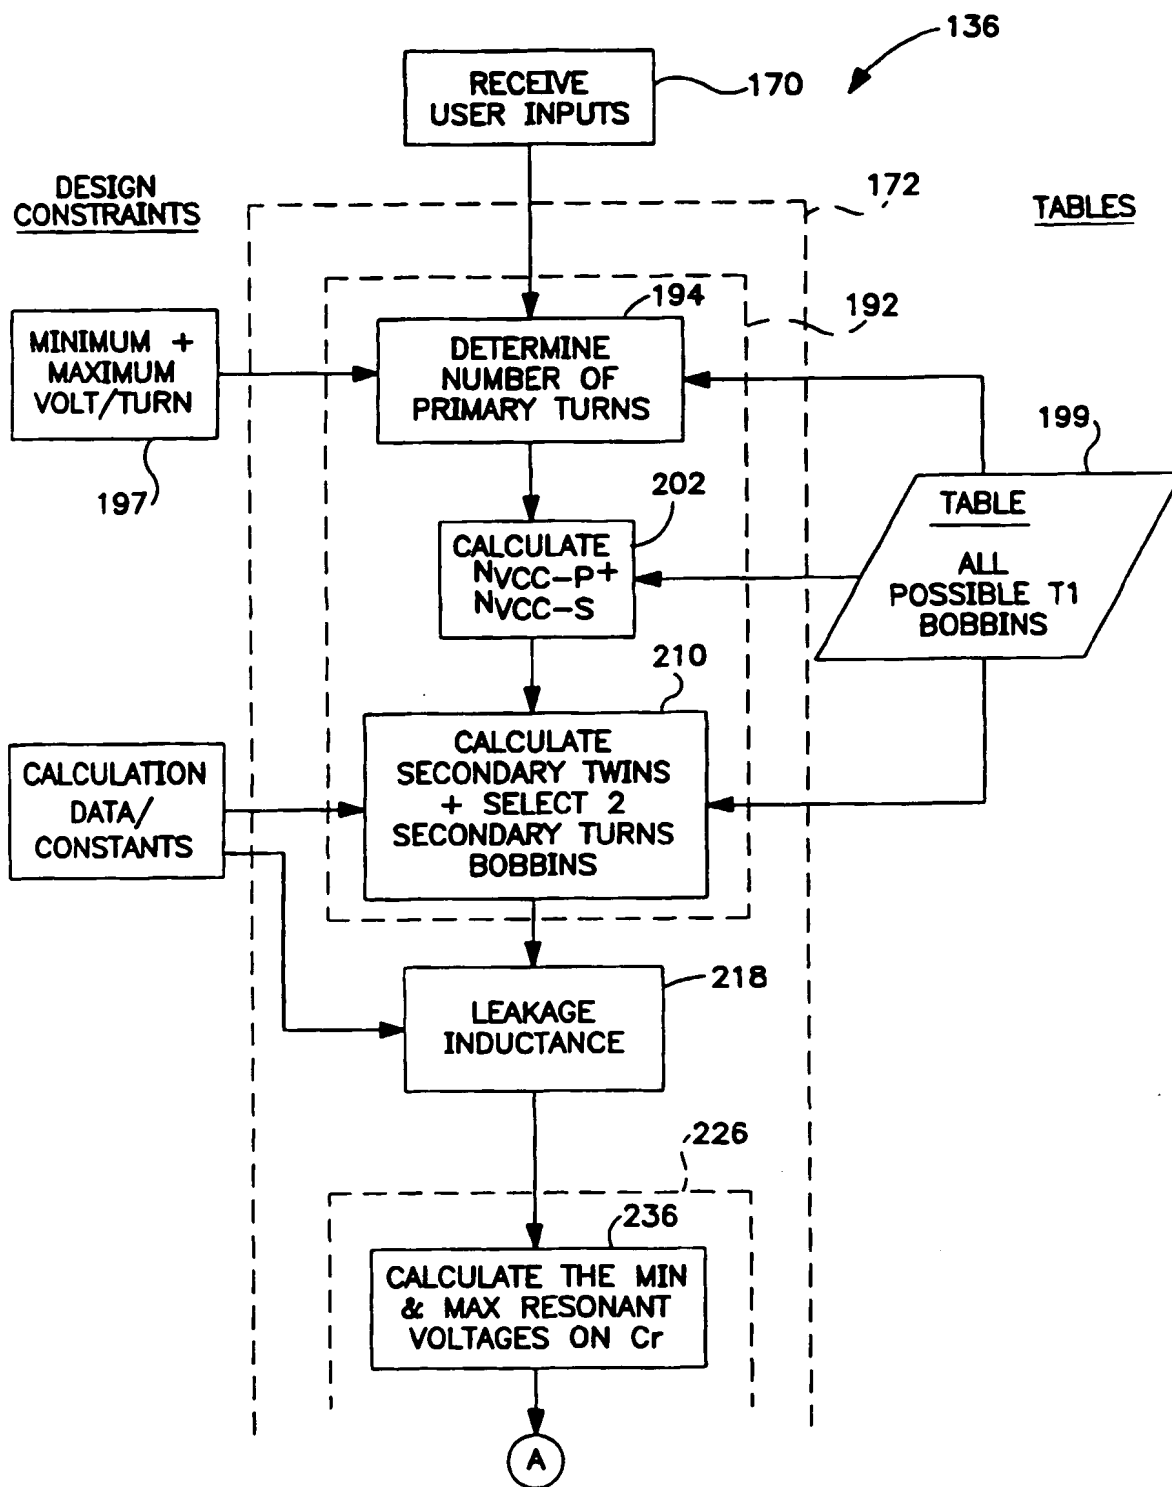 136
RECEIVE
USER INPUTS
170
DESIGN
CONSTRAINTS
172
TABLES
194
192
MINIMUM +
MAXIMUM
VOLT/TURN
197
DETERMINE
NUMBER OF
PRIMARY TURNS
199
202
CALCULATE
NVCC-P+
NVCC-S
TABLE
ALL
POSSIBLE T1
BOBBINS
210
CALCULATION
DATA/
CONSTANTS
CALCULATE
SECONDARY TWINS
+ SELECT 2
SECONDARY TURNS
BOBBINS
218
LEAKAGE
INDUCTANCE
226
236
CALCULATE THE MIN
& MAX RESONANT
VOLTAGES ON Cr
A